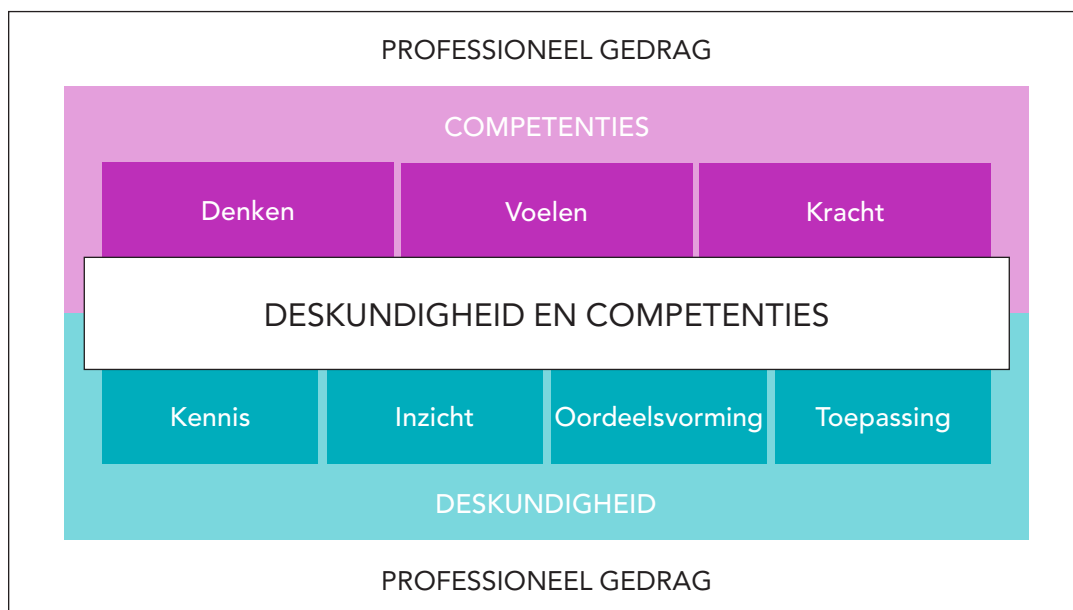 PROFESSIONEEL GEDRAG
COMPETENTIES
Denken
Voelen
Kracht
DESKUNDIGHEID EN COMPETENTIES
Kennis
Inzicht
Oordeelsvorming
Toepassing
DESKUNDIGHEID
PROFESSIONEEL GEDRAG